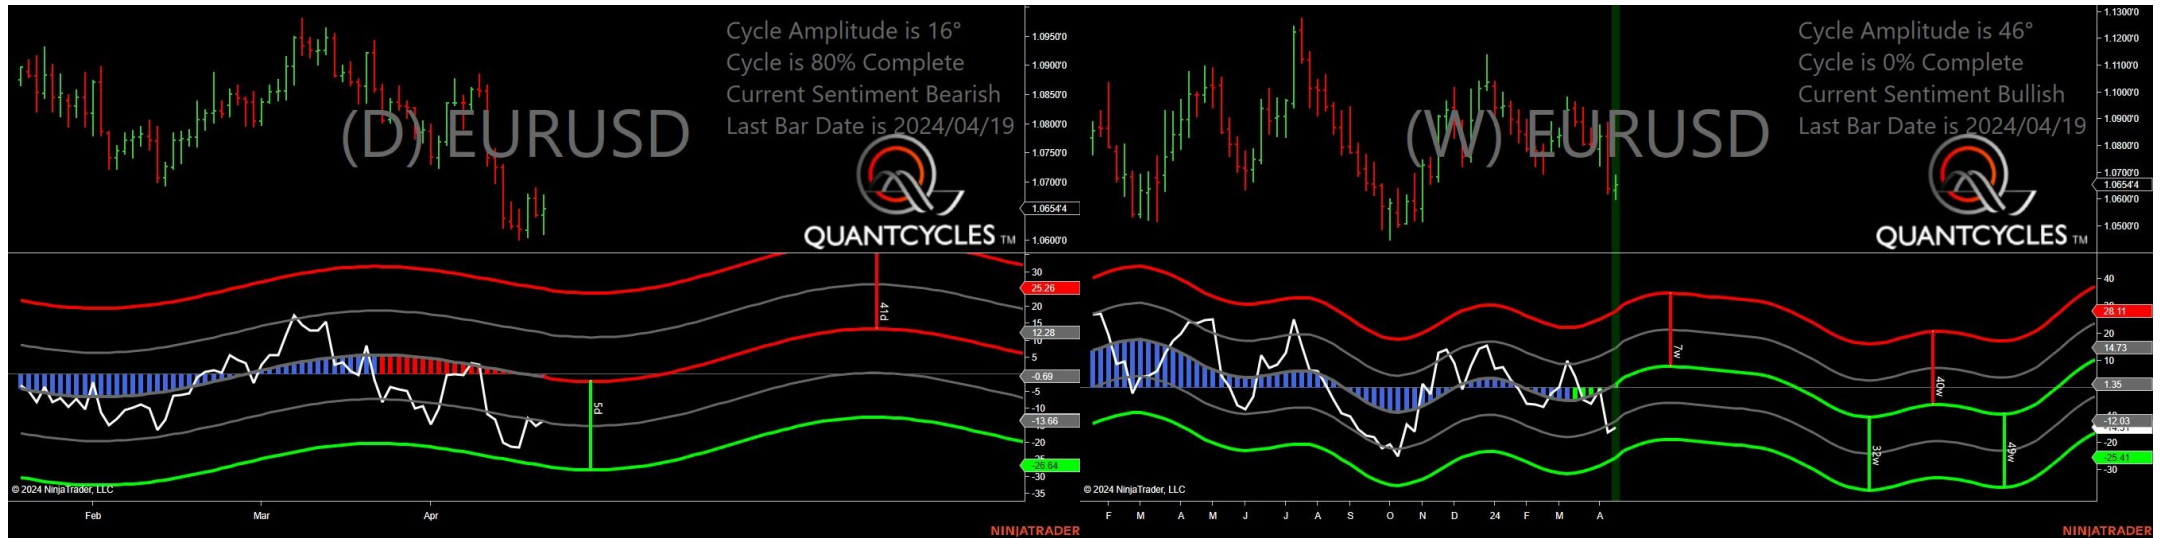 Cycle Amplitude is 16°
Cycle is 80% Complete
Current Sentiment Bearish
Last Bar Date is 2024/04/19
(D) EURUSD
QUANTCYCLES TM
1.0950'0
1.0900'0
1.0850'0
1.0800'0
1.0750'0
1.0700'0
1.0654'4
1.0600'0
30
25.26
20
15
12.28
10
5
-0.69
-5
-10
-13.66
-20
-25
-26.64
-30
-35
41d
5d
© 2024 NinjaTrader, LLC
Feb
Mar
Apr
NINJATRADER
Cycle Amplitude is 46°
Cycle is 0% Complete
Current Sentiment Bullish
Last Bar Date is 2024/04/19
(W) EURUSD
QUANTCYCLES TM
1.1300'0
1.1200'0
1.1100'0
1.1000'0
1.0900'0
1.0800'0
1.0700'0
1.0654'4
1.0600'0
1.0500'0
40
28.11
20
14.73
10
1.35
-12.03
-20
-25.41
-30
7w
40w
32w
49w
© 2024 NinjaTrader, LLC
F M A M J J A S O N D 24 F M A
NINJATRADER